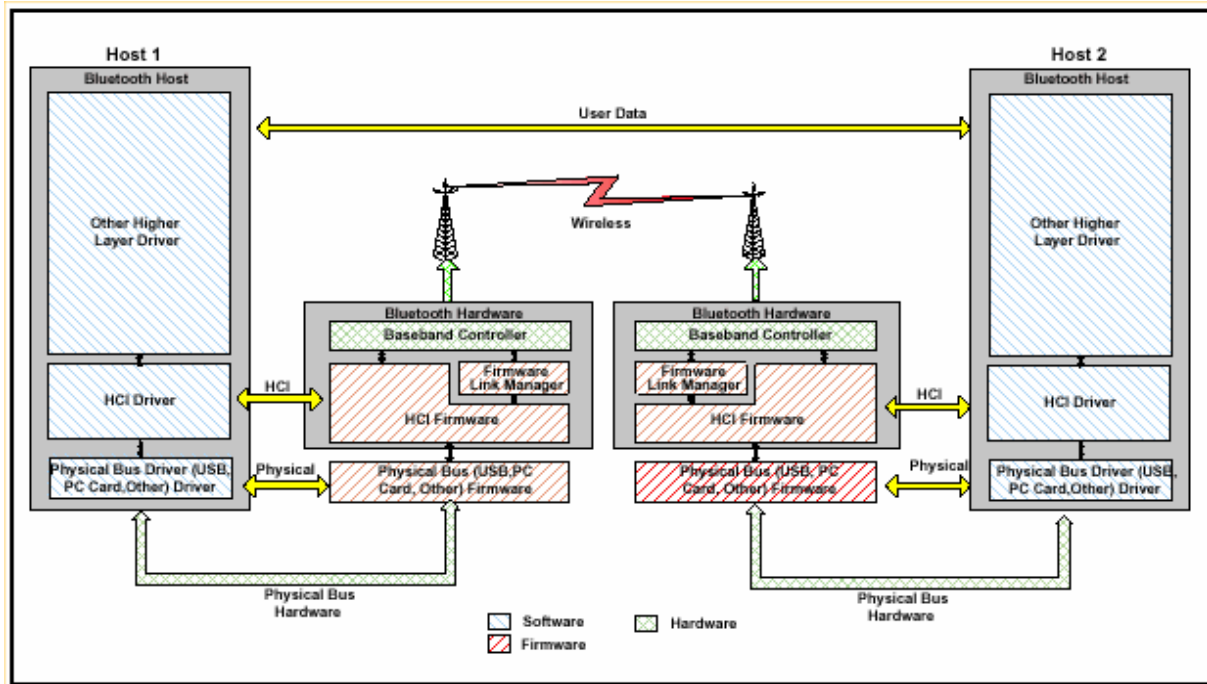 Host 1
Host 2
Bluetooth Host
Bluetooth Host
User Data
Wireless
Other Higher
Layer Driver
Other Higher
Layer Driver
Bluetooth Hardware
Bluetooth Hardware
Baseband Controller
Baseband Controller
Firmware
Link Manager
Firmware
Link Manager
HCI
HCI
HCI Driver
HCI Driver
HCI Firmware
HCI Firmware
Physical Bus Driver (USB,
PC Card,Other) Driver
Physical
Physical Bus (USB,PC
Card, Other) Firmware
Physical Bus (USB, PC
Card, Other) Firmware
Physical
Physical Bus Driver (USB,
PC Card,Other) Driver
Physical Bus
Hardware
Physical Bus
Hardware
Software
Hardware
Firmware